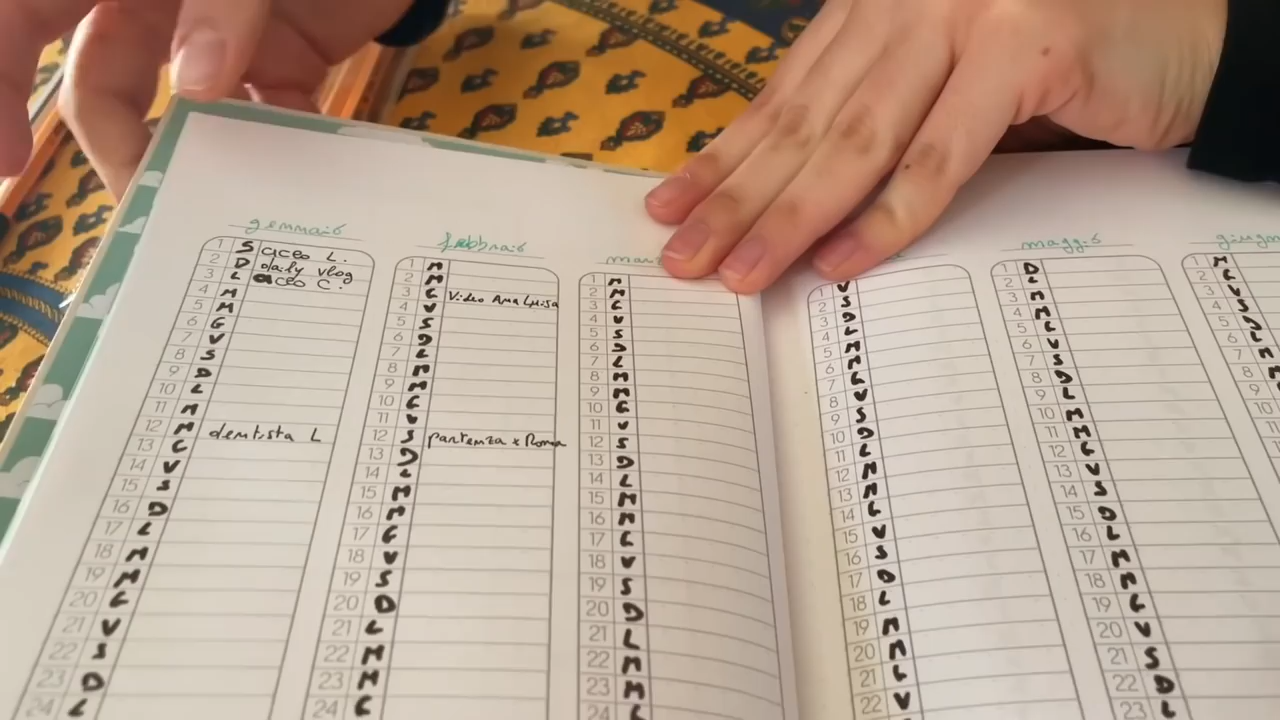 gennaio
1 S aceo L.
2 D daily vlog
3 L aceo C.
4 M
5 M
6 G
7 V
8 S
9 D
10 L
11 M
12 M dentista L
13 G
14 V
15 S
16 D
17 L
18 M
19 M
20 G
21 V
22 S
23 D
24 L
febbraio
1 M
2 M
3 G Video Ana Luisa
4 V
5 S
6 D
7 L
8 M
9 M
10 G
11 V
12 S partenza x Roma
13 D
14 L
15 M
16 M
17 G
18 V
19 S
20 D
21 L
22 M
23 M
24 G
mar
1 M
2 M
3 G
4 V
5 S
6 D
7 L
8 M
9 M
10 G
11 V
12 S
13 D
14 L
15 M
16 M
17 G
18 V
19 S
20 D
21 L
22 M
23 M
24 G
1 V
2 S
3 D
4 L
5 M
6 M
7 G
8 V
9 S
10 D
11 L
12 M
13 M
14 G
15 V
16 S
17 D
18 L
19 M
20 M
21 G
22 V
maggio
1 D
2 L
3 M
4 M
5 G
6 V
7 S
8 D
9 L
10 M
11 M
12 G
13 V
14 S
15 D
16 L
17 M
18 M
19 G
20 V
21 S
22 D
23 L
giugno
1 M
2 G
3 V
4 S
5 D
6 L
7 M
8 M
9
10
11